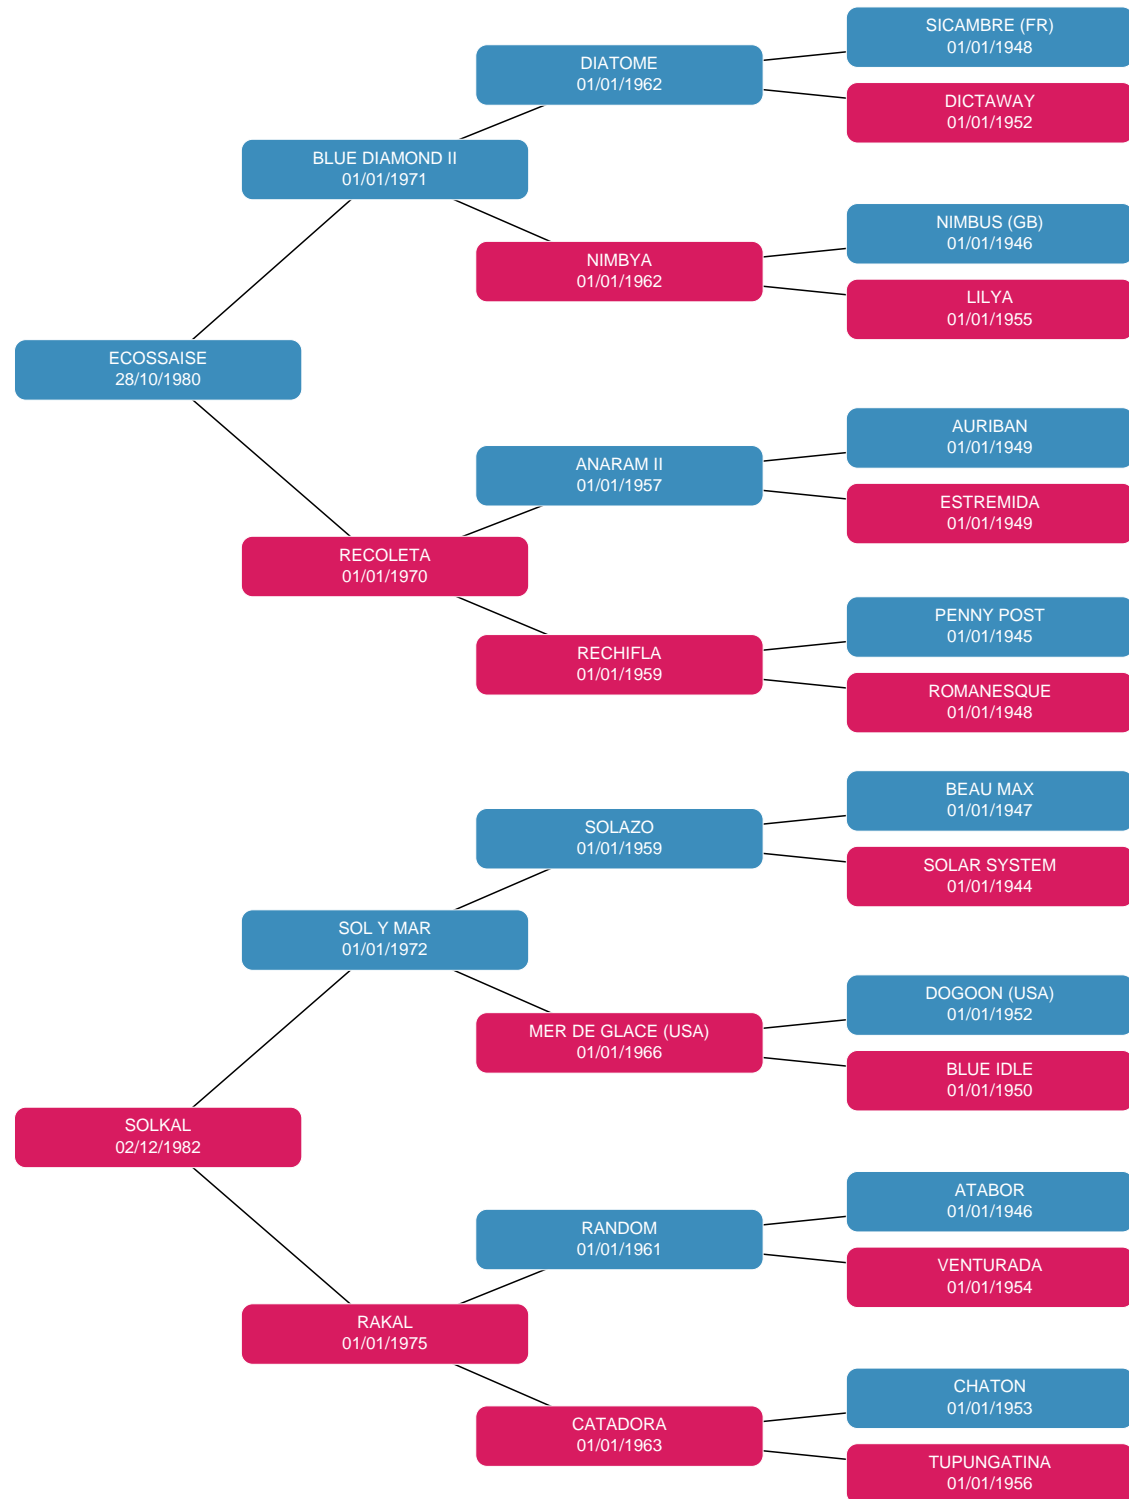 SICAMBRE (FR)
01/01/1948
DIATOME
01/01/1962
DICTAWAY
01/01/1952
BLUE DIAMOND II
01/01/1971
NIMBUS (GB)
01/01/1946
NIMBYA
01/01/1962
LILYA
01/01/1955
ECOSSAISE
28/10/1980
AURIBAN
01/01/1949
ANARAM II
01/01/1957
ESTREMIDA
01/01/1949
RECOLETA
01/01/1970
PENNY POST
01/01/1945
RECHIFLA
01/01/1959
ROMANESQUE
01/01/1948
BEAU MAX
01/01/1947
SOLAZO
01/01/1959
SOLAR SYSTEM
01/01/1944
SOL Y MAR
01/01/1972
DOGOON (USA)
01/01/1952
MER DE GLACE (USA)
01/01/1966
BLUE IDLE
01/01/1950
SOLKAL
02/12/1982
ATABOR
01/01/1946
RANDOM
01/01/1961
VENTURADA
01/01/1954
RAKAL
01/01/1975
CHATON
01/01/1953
CATADORA
01/01/1963
TUPUNGATINA
01/01/1956